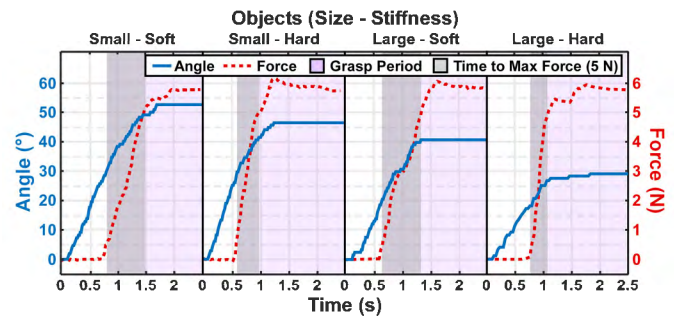 Objects (Size - Stiffness)
Small - Soft Small - Hard Large - Soft Large - Hard
Angle Force Grasp Period Time to Max Force (5 N)
60 6
50 5
40 4
30 3
20 2
10 1
0 0
Angle (°)
Force (N)
0 0.5 1 1.5 2 0 0.5 1 1.5 2 0 0.5 1 1.5 2 0 0.5 1 1.5 2 2.5
Time (s)